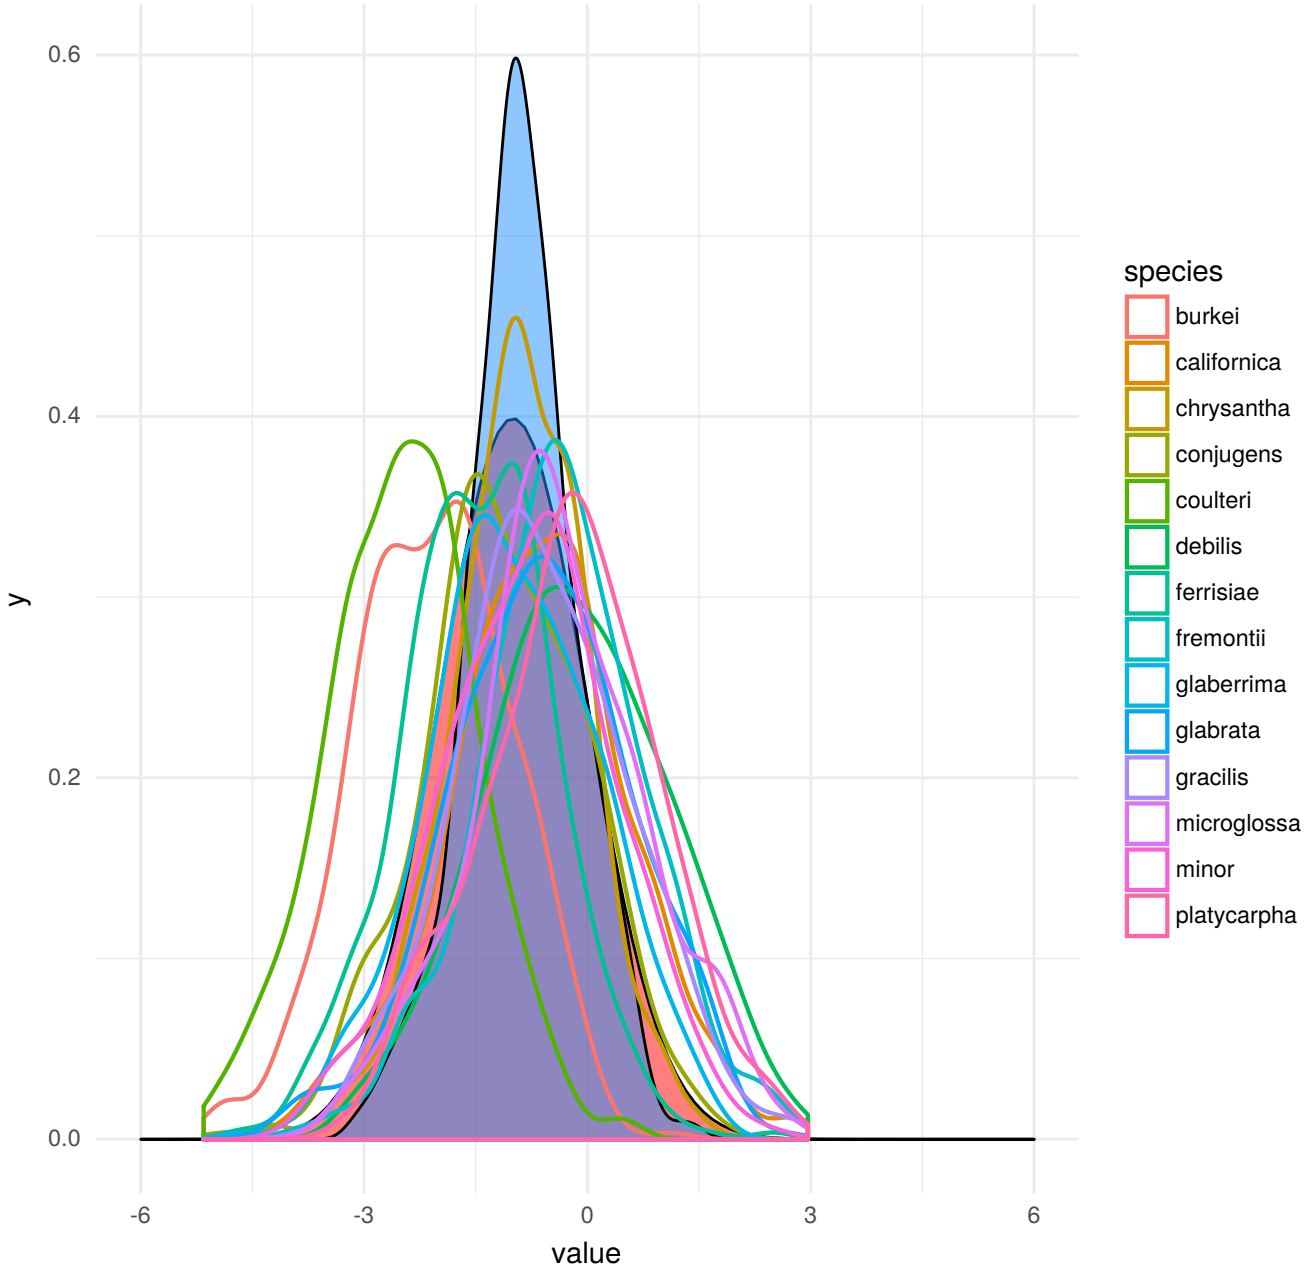 0.6
0.4
0.2
0.0
y
-6
-3
0
3
6
value
species
burkei
californica
chrysantha
conjugens
coulteri
debilis
ferrisiae
fremontii
glaberrima
glabrata
gracilis
microglossa
minor
platycarpha